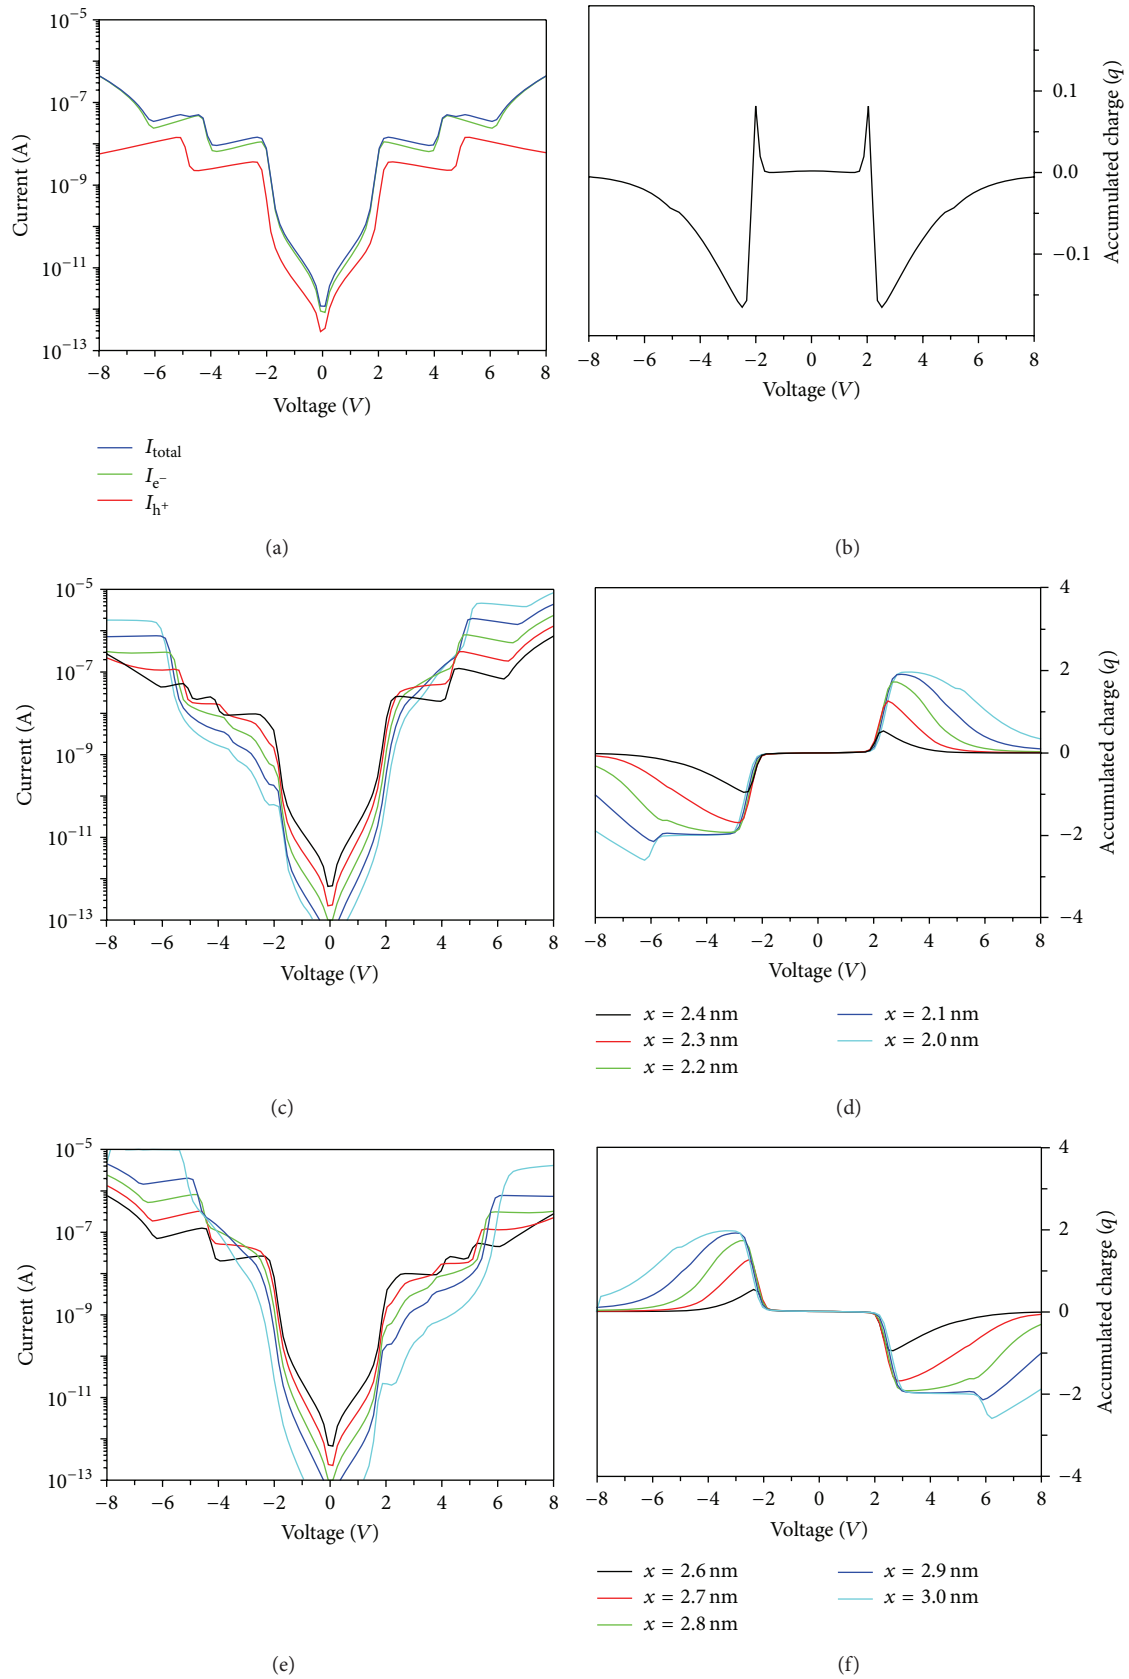 10−5
10−7
10−9
10−11
10−13
Current (A)
−8 −6 −4 −2 0 2 4 6 8
Voltage (V)
Itotal
Ie−
Ih+
(a)
0.1
0.0
−0.1
Accumulated charge (q)
−8 −6 −4 −2 0 2 4 6 8
Voltage (V)
(b)
10−5
10−7
10−9
10−11
10−13
Current (A)
−8 −6 −4 −2 0 2 4 6 8
Voltage (V)
(c)
4
2
0
−2
−4
Accumulated charge (q)
−8 −6 −4 −2 0 2 4 6 8
Voltage (V)
x = 2.4 nm
x = 2.3 nm
x = 2.2 nm
x = 2.1 nm
x = 2.0 nm
(d)
10−5
10−7
10−9
10−11
10−13
Current (A)
−8 −6 −4 −2 0 2 4 6 8
Voltage (V)
(e)
4
2
0
−2
−4
Accumulated charge (q)
−8 −6 −4 −2 0 2 4 6 8
Voltage (V)
x = 2.6 nm
x = 2.7 nm
x = 2.8 nm
x = 2.9 nm
x = 3.0 nm
(f)